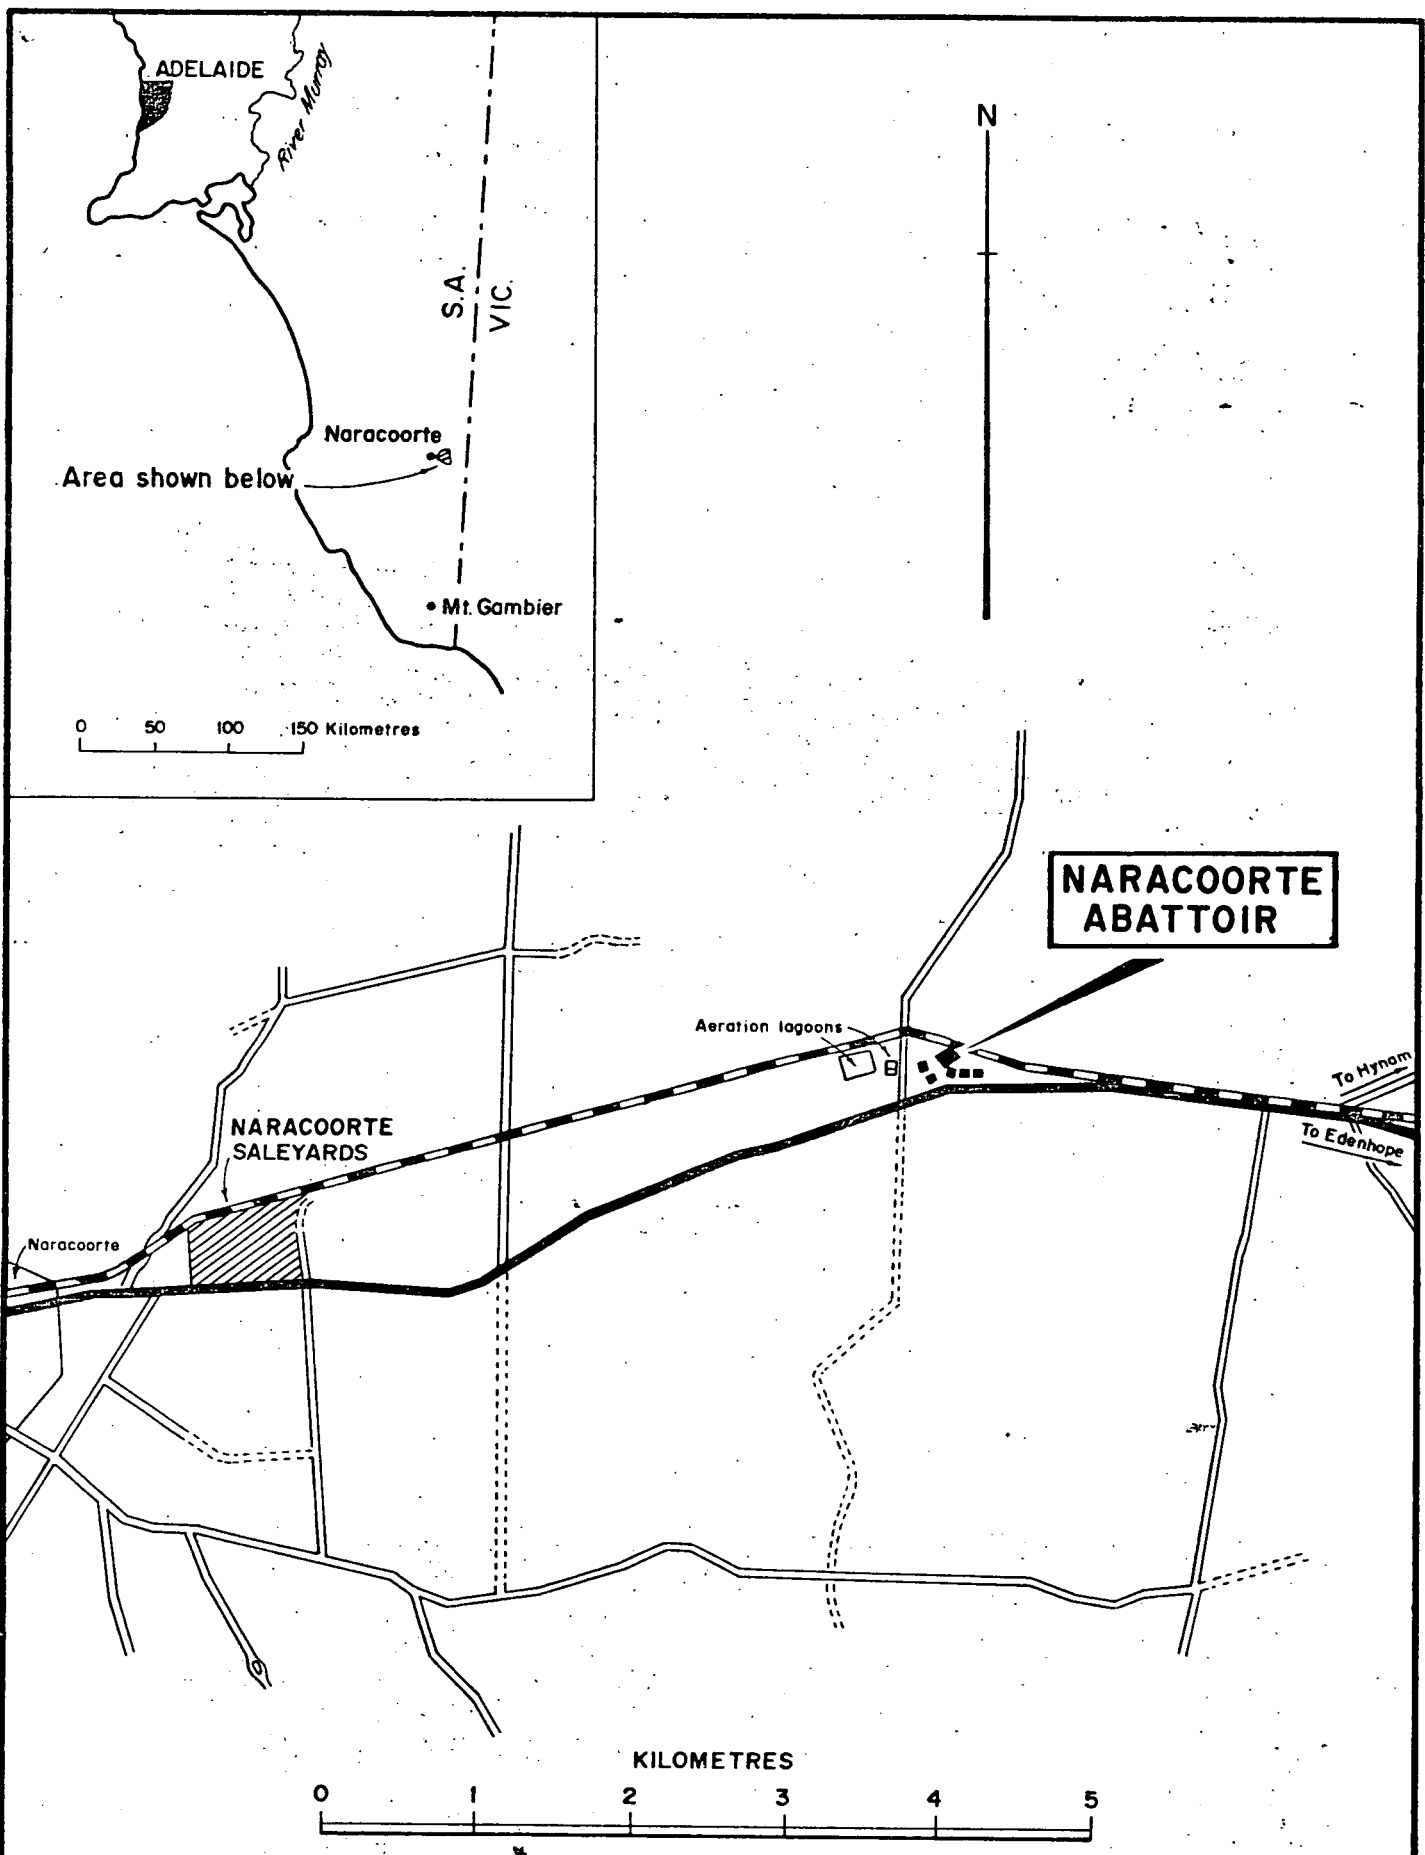 ADELAIDE
River Murray
N
S.A.
VIC.
Naracoorte
Area shown below
Mt. Gambier
0 50 100 150 Kilometres
NARACOORTE
ABATTOIR
Aeration lagoons
To Hynam
To Edenhope
NARACOORTE
SALEYARDS
Naracoorte
KILOMETRES
0 1 2 3 4 5